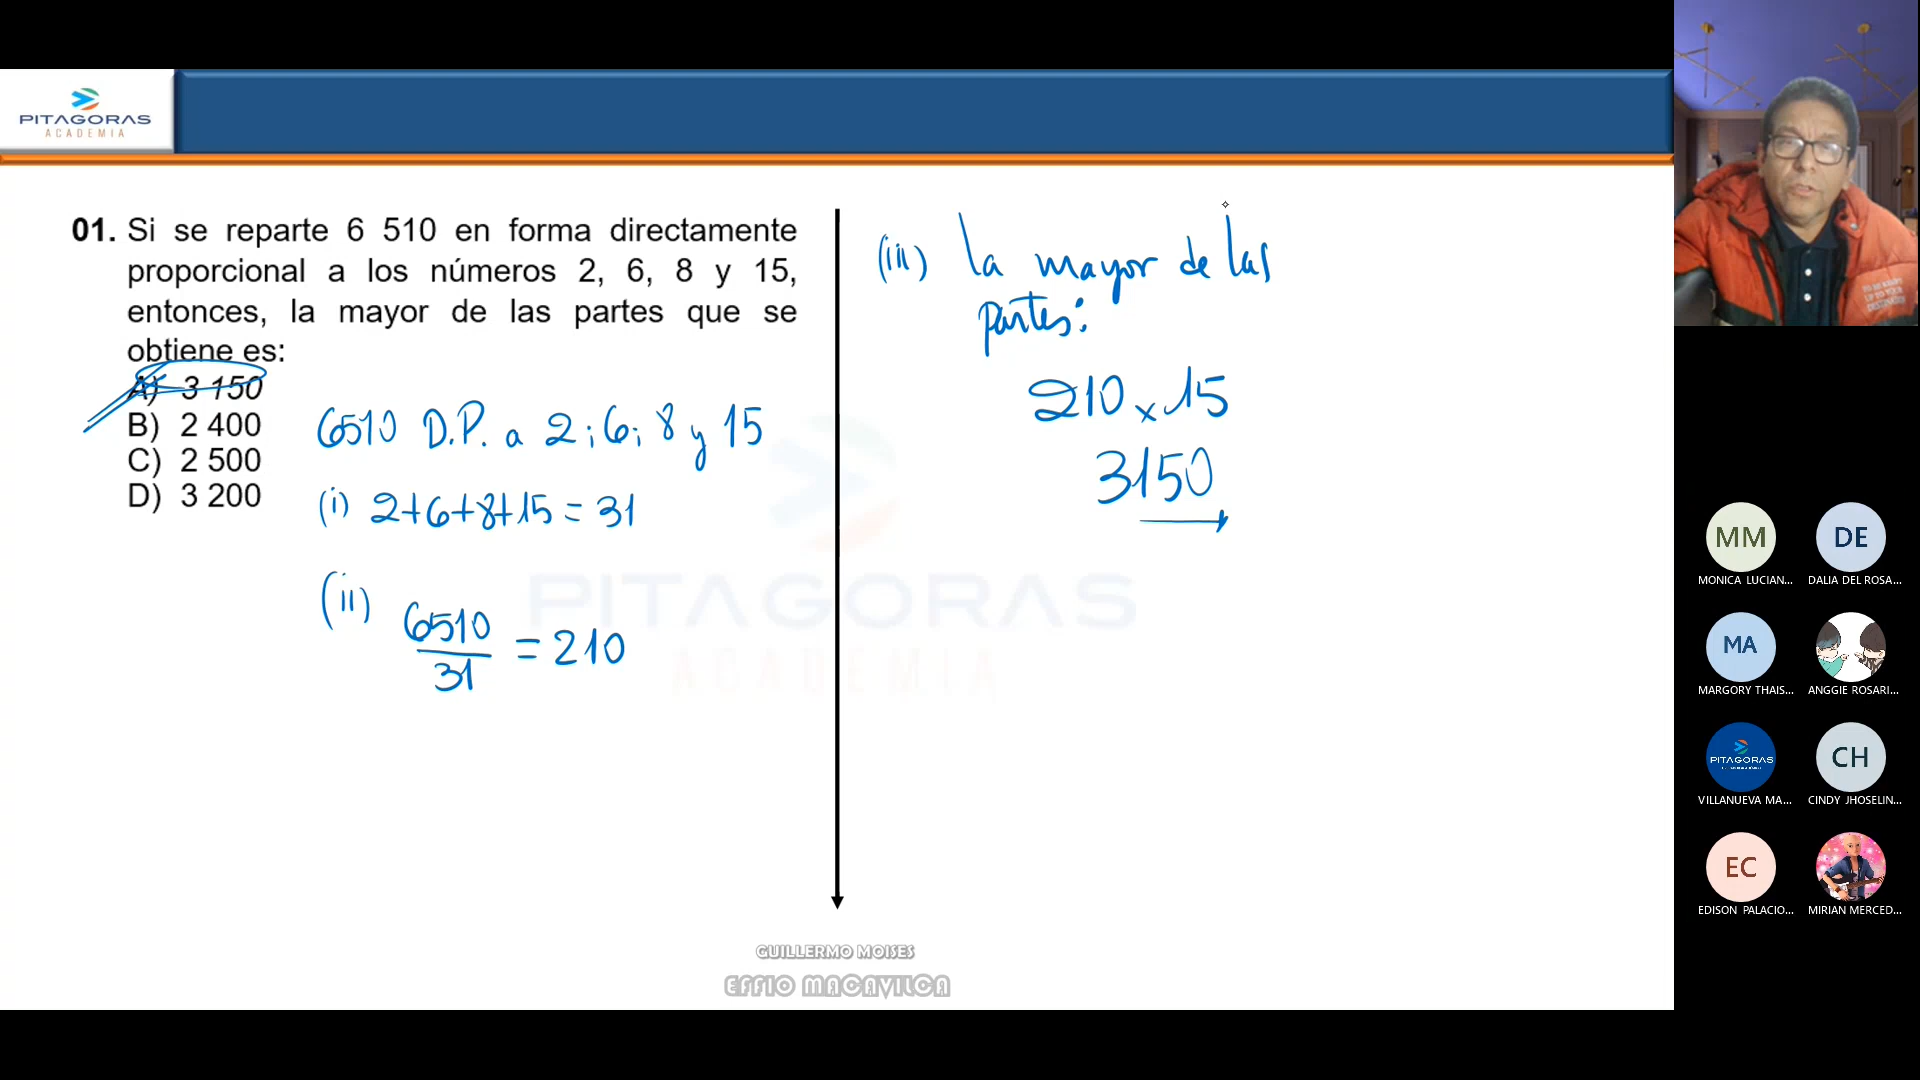 PITAGORAS
ACADEMIA
01. Si se reparte 6 510 en forma directamente
proporcional a los números 2, 6, 8 y 15,
entonces, la mayor de las partes que se
obtiene es:
A) 3 150
B) 2 400
C) 2 500
D) 3 200
6510 D.P. a 2; 6; 8 y 15
(i) 2+6+8+15 = 31
(ii) 6510
31
= 210
(iii) la mayor de las
partes:
210 x 15
3150
PITAGORAS
ACADEMIA
GUILLERMO MOISES
EFFIO MACAVILCA
MM
MONICA LUCIAN...
DE
DALIA DEL ROSA...
MA
MARGORY THAIS...
ANGGIE ROSARI...
PITAGORAS
VILLANUEVA MA...
CH
CINDY JHOSELIN...
EC
EDISON PALACIO...
MIRIAN MERCED...